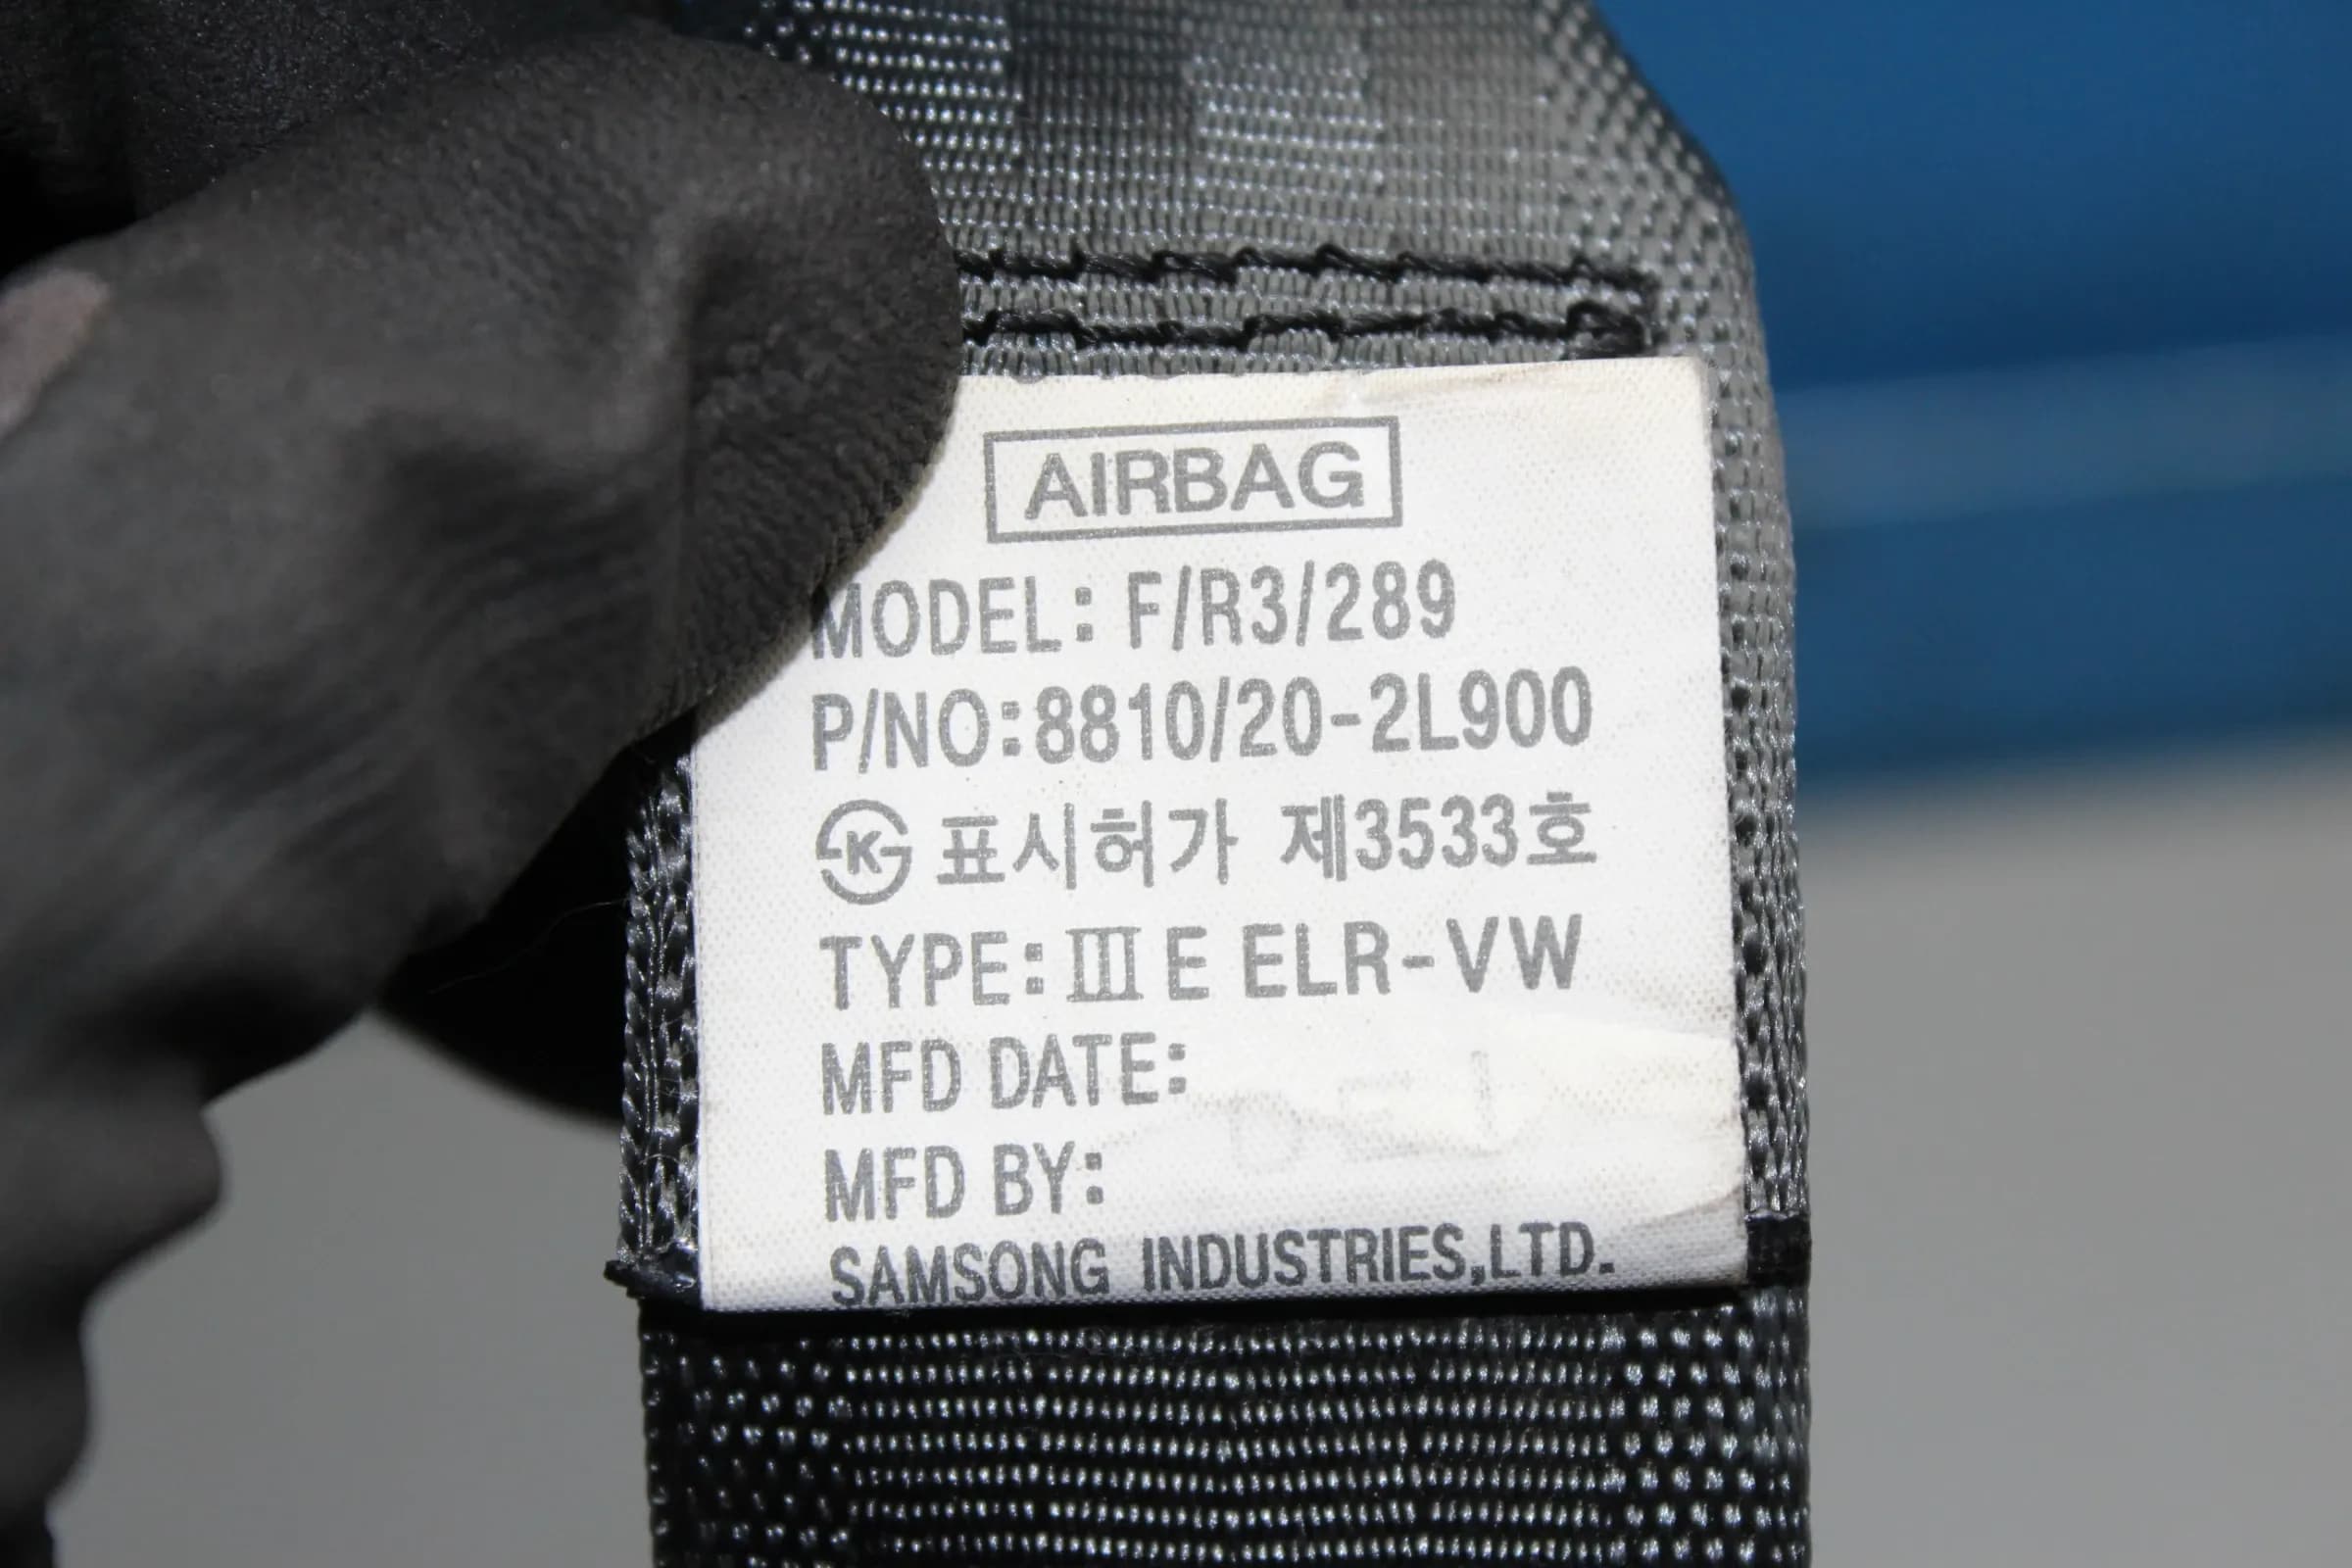 AIRBAG
MODEL: F/R3/289
P/NO:8810/20-2L900
K 표시허가 제3533호
TYPE:Ⅲ E ELR-VW
MFD DATE:
MFD BY:
SAMSONG INDUSTRIES,LTD.